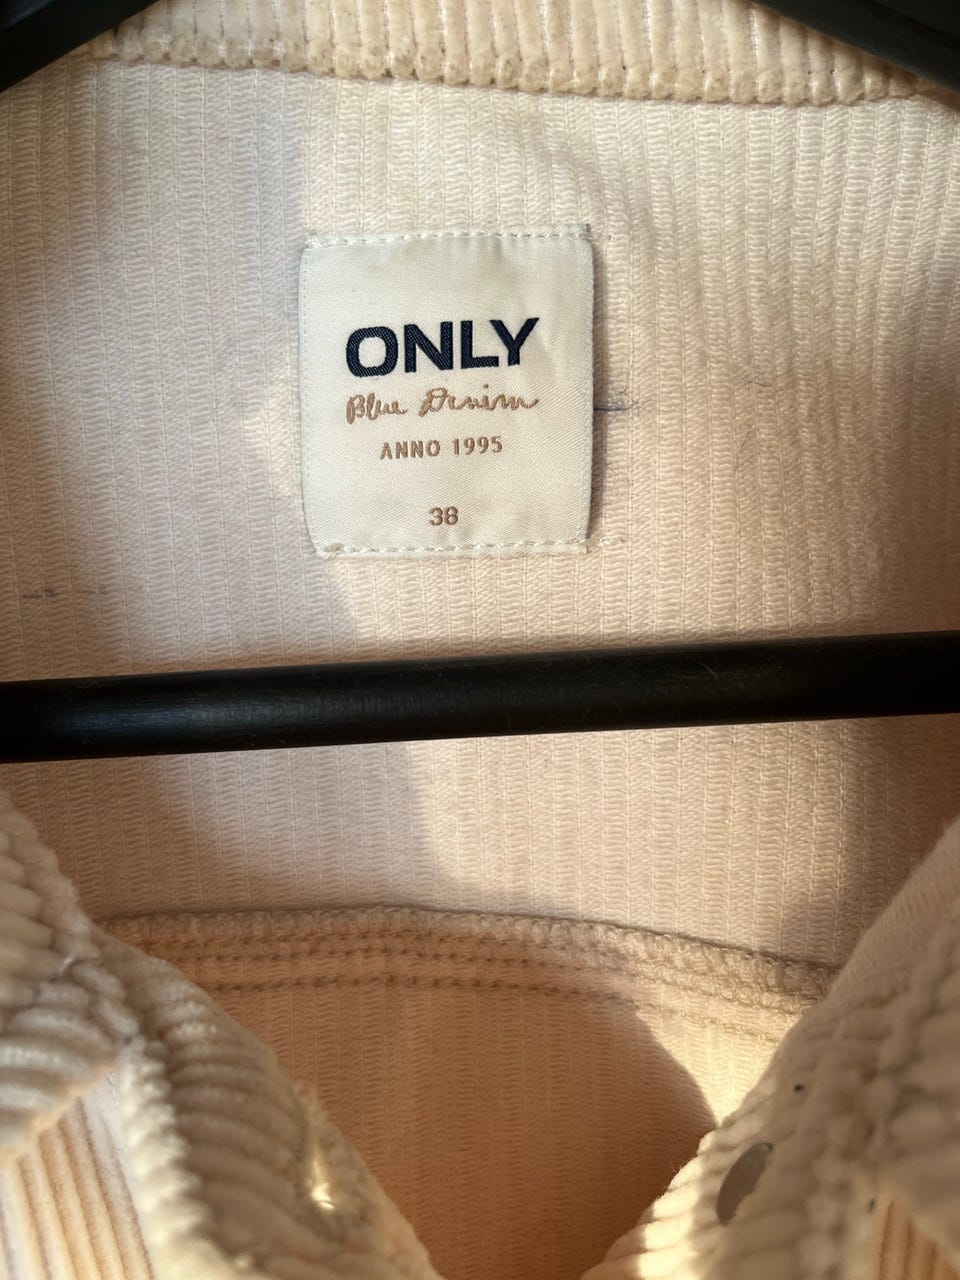 ONLY
Blue Denim
ANNO 1995
38